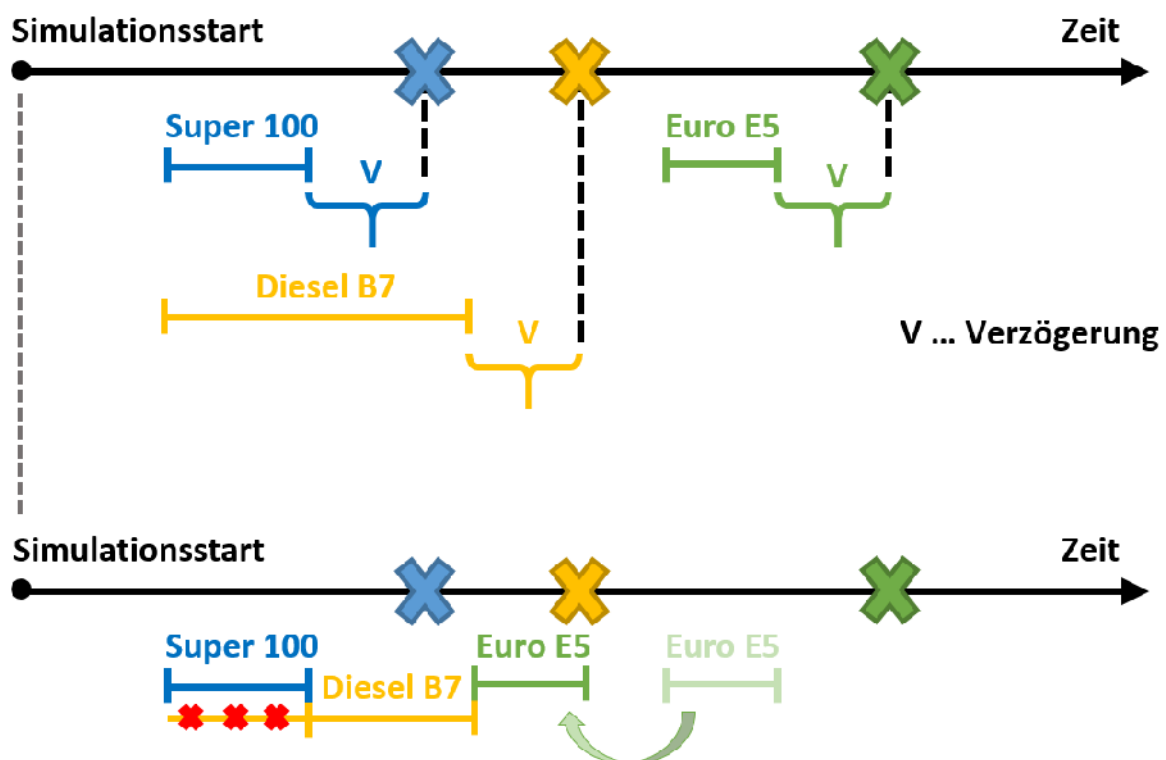 Simulationsstart
Zeit
Super 100
Euro E5
V
V
Diesel B7
V
V ... Verzögerung
Simulationsstart
Zeit
Super 100
Euro E5
Euro E5
Diesel B7